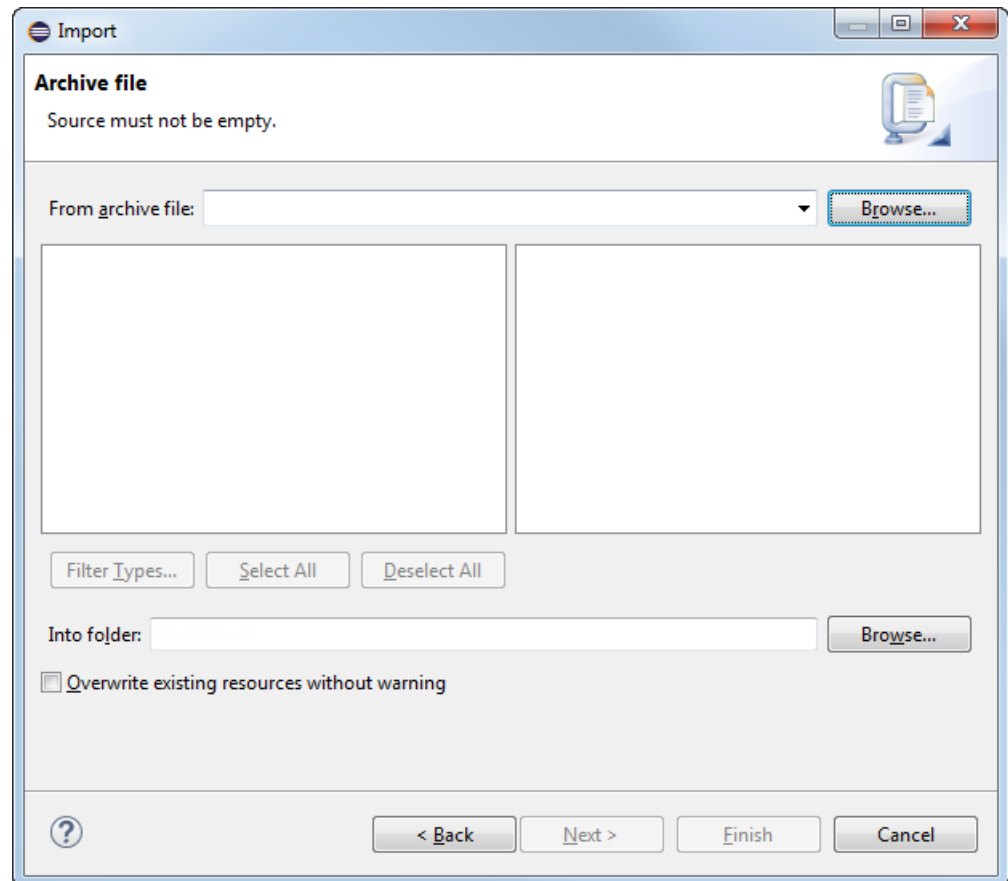 Import
Archive file
Source must not be empty.
From archive file:
Browse...
Filter Types...
Select All
Deselect All
Into folder:
Browse...
Overwrite existing resources without warning
?
< Back
Next >
Finish
Cancel